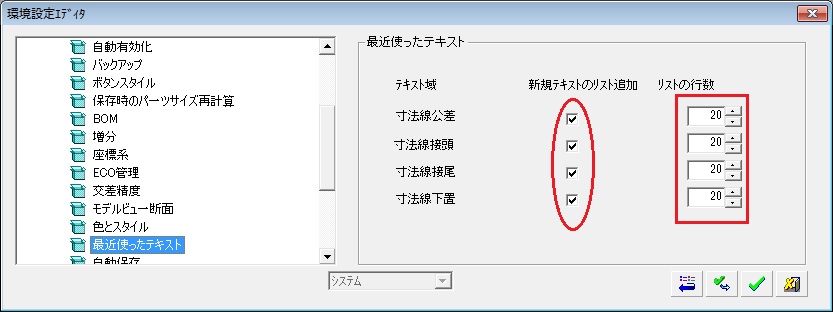 環境設定ｴﾃﾞｨﾀ
自動有効化
バックアップ
ボタンスタイル
保存時のパーツサイズ再計算
BOM
増分
座標系
ECO管理
交差精度
モデルビュー断面
色とスタイル
最近使ったテキスト
自動保存
最近使ったテキスト
テキスト域 新規テキストのリスト追加 リストの行数
寸法線公差 20
寸法線接頭 20
寸法線接尾 20
寸法線下置 20
システム